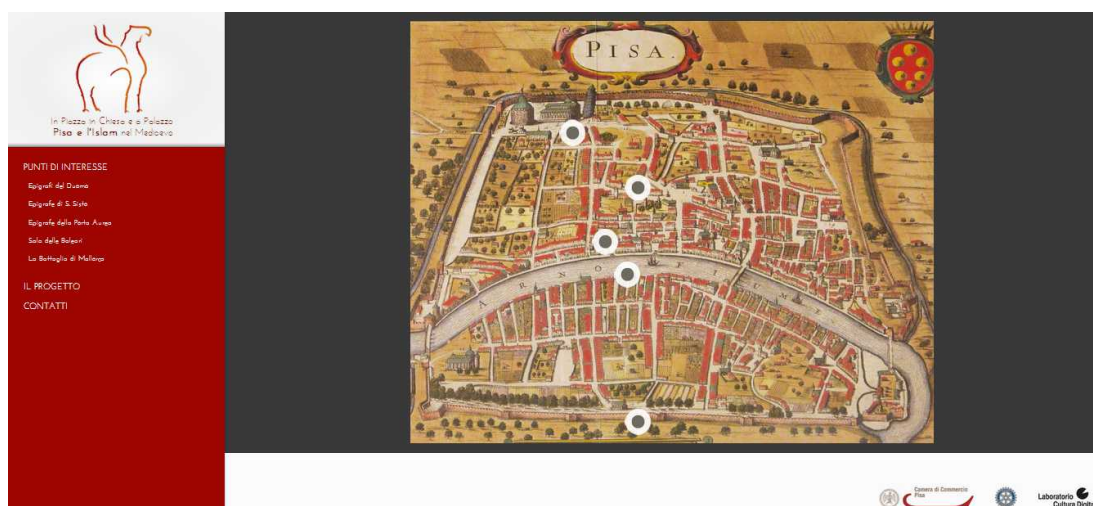 In Piazza in Chiesa e a Palazzo
Pisa e l'Islam nel Medioevo
PUNTI DI INTERESSE
Epigrafi del Duomo
Epigrafe di S. Sisto
Epigrafe della Porta Aurea
Sala delle Baleari
La Battaglia di Maiorca
IL PROGETTO
CONTATTI
PISA.
ARNO FIUME
Camera di Commercio
Pisa
Laboratorio
Cultura Digita